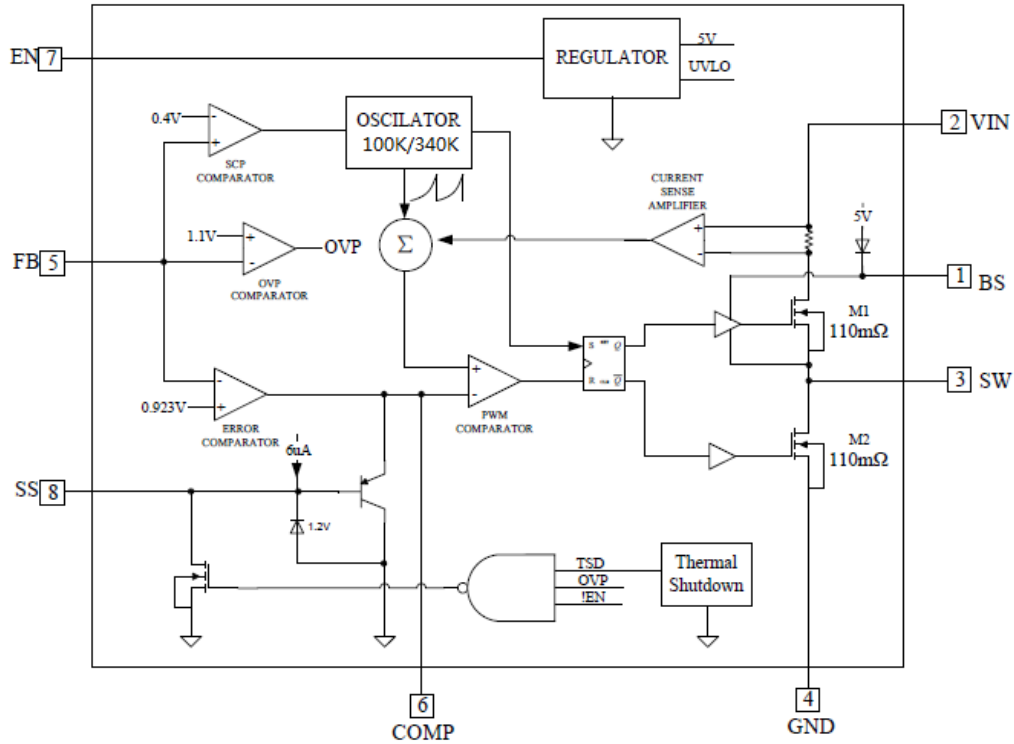 EN 7
REGULATOR
5V
UVLO
0.4V
-
+
SCP
COMPARATOR
OSCILATOR
100K/340K
2 VIN
CURRENT
SENSE
AMPLIFIER
+
-
5V
1.1V
+
-
OVP
OVP
COMPARATOR
Σ
FB 5
1 BS
M1
110mΩ
S SET Q
R CLR Q
3 SW
+
-
PWM
COMPARATOR
-
0.923V
+
ERROR
COMPARATOR
M2
110mΩ
6uA
SS 8
1.2V
TSD
OVP
!EN
Thermal
Shutdown
6
COMP
4
GND